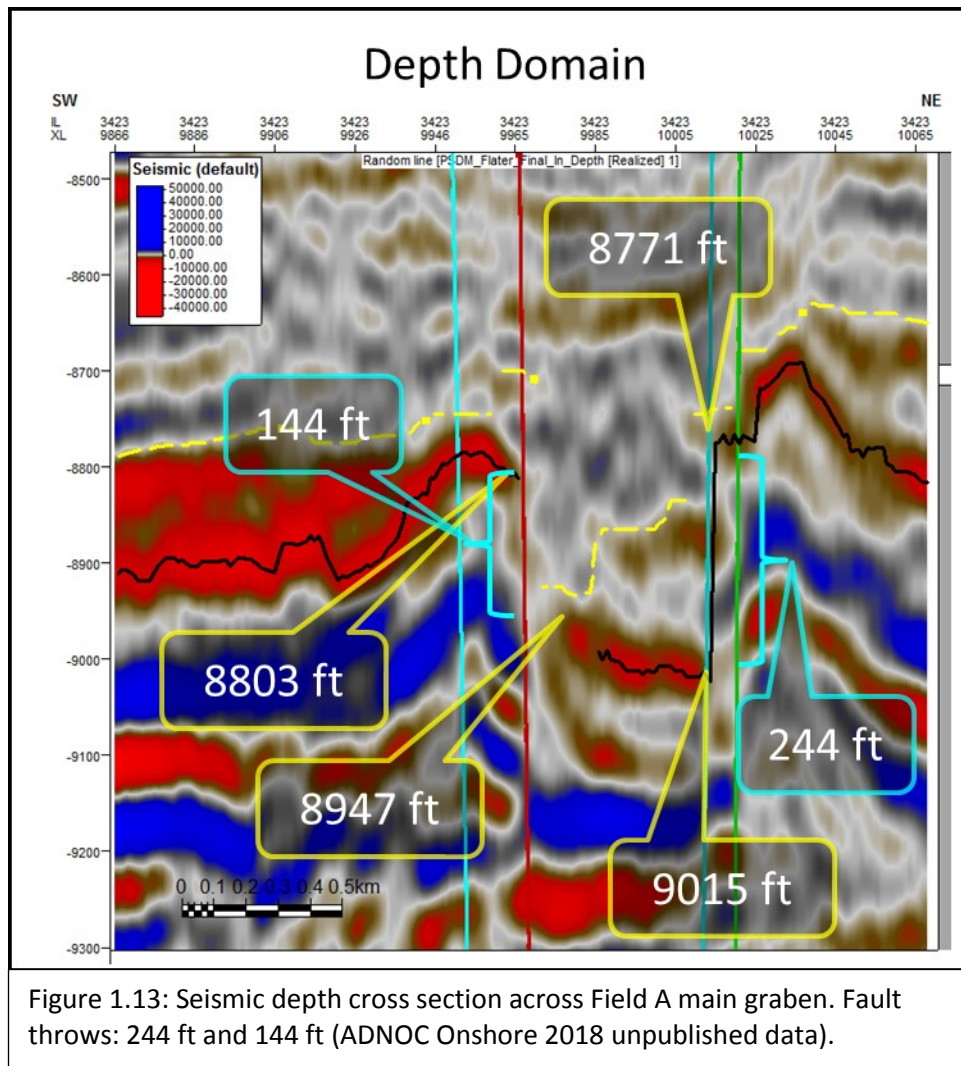 Depth Domain
SW NE
IL 3423 3423 3423 3423 3423 3423 3423 3423 3423 3423 3423
XL 9866 9886 9906 9926 9946 9965 9985 10005 10025 10045 10065
Random line [PSDM_Flater_Final_In_Depth [Realized] 1]
Seismic (default)
50000.00
40000.00
30000.00
20000.00
10000.00
0.00
-10000.00
-20000.00
-30000.00
-40000.00
-8500
-8600
-8700
-8800
-8900
-9000
-9100
-9200
-9300
8771 ft
144 ft
8803 ft
244 ft
8947 ft
9015 ft
0 0.1 0.2 0.3 0.4 0.5km
Figure 1.13: Seismic depth cross section across Field A main graben. Fault
throws: 244 ft and 144 ft (ADNOC Onshore 2018 unpublished data).